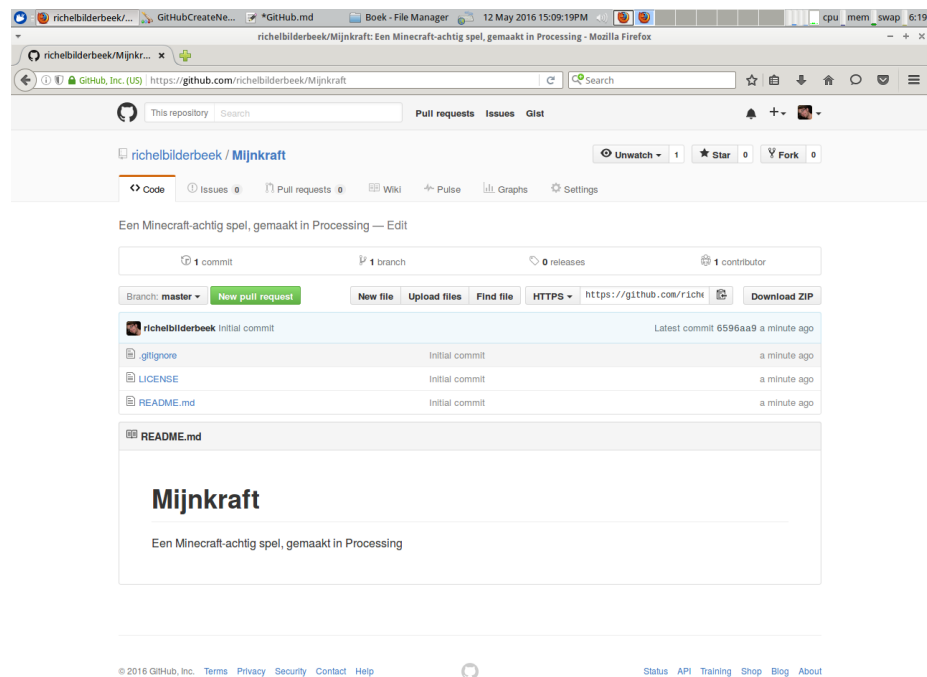 richelbilderbeek/... GitHubCreateNe... *GitHub.md Boek - File Manager 12 May 2016 15:09:19PM cpu mem swap 6:19
richelbilderbeek/Mijnkraft: Een Minecraft-achtig spel, gemaakt in Processing - Mozilla Firefox
richelbilderbeek/Mijnkr... x
GitHub, Inc. (US) https://github.com/richelbilderbeek/Mijnkraft Search
This repository Search Pull requests Issues Gist
richelbilderbeek / Mijnkraft Unwatch 1 Star 0 Fork 0
Code Issues 0 Pull requests 0 Wiki Pulse Graphs Settings
Een Minecraft-achtig spel, gemaakt in Processing — Edit
1 commit 1 branch 0 releases 1 contributor
Branch: master New pull request New file Upload files Find file HTTPS https://github.com/riche Download ZIP
richelbilderbeek Initial commit Latest commit 6596aa9 a minute ago
.gitignore Initial commit a minute ago
LICENSE Initial commit a minute ago
README.md Initial commit a minute ago
README.md
Mijnkraft
Een Minecraft-achtig spel, gemaakt in Processing
© 2016 GitHub, Inc. Terms Privacy Security Contact Help Status API Training Shop Blog About